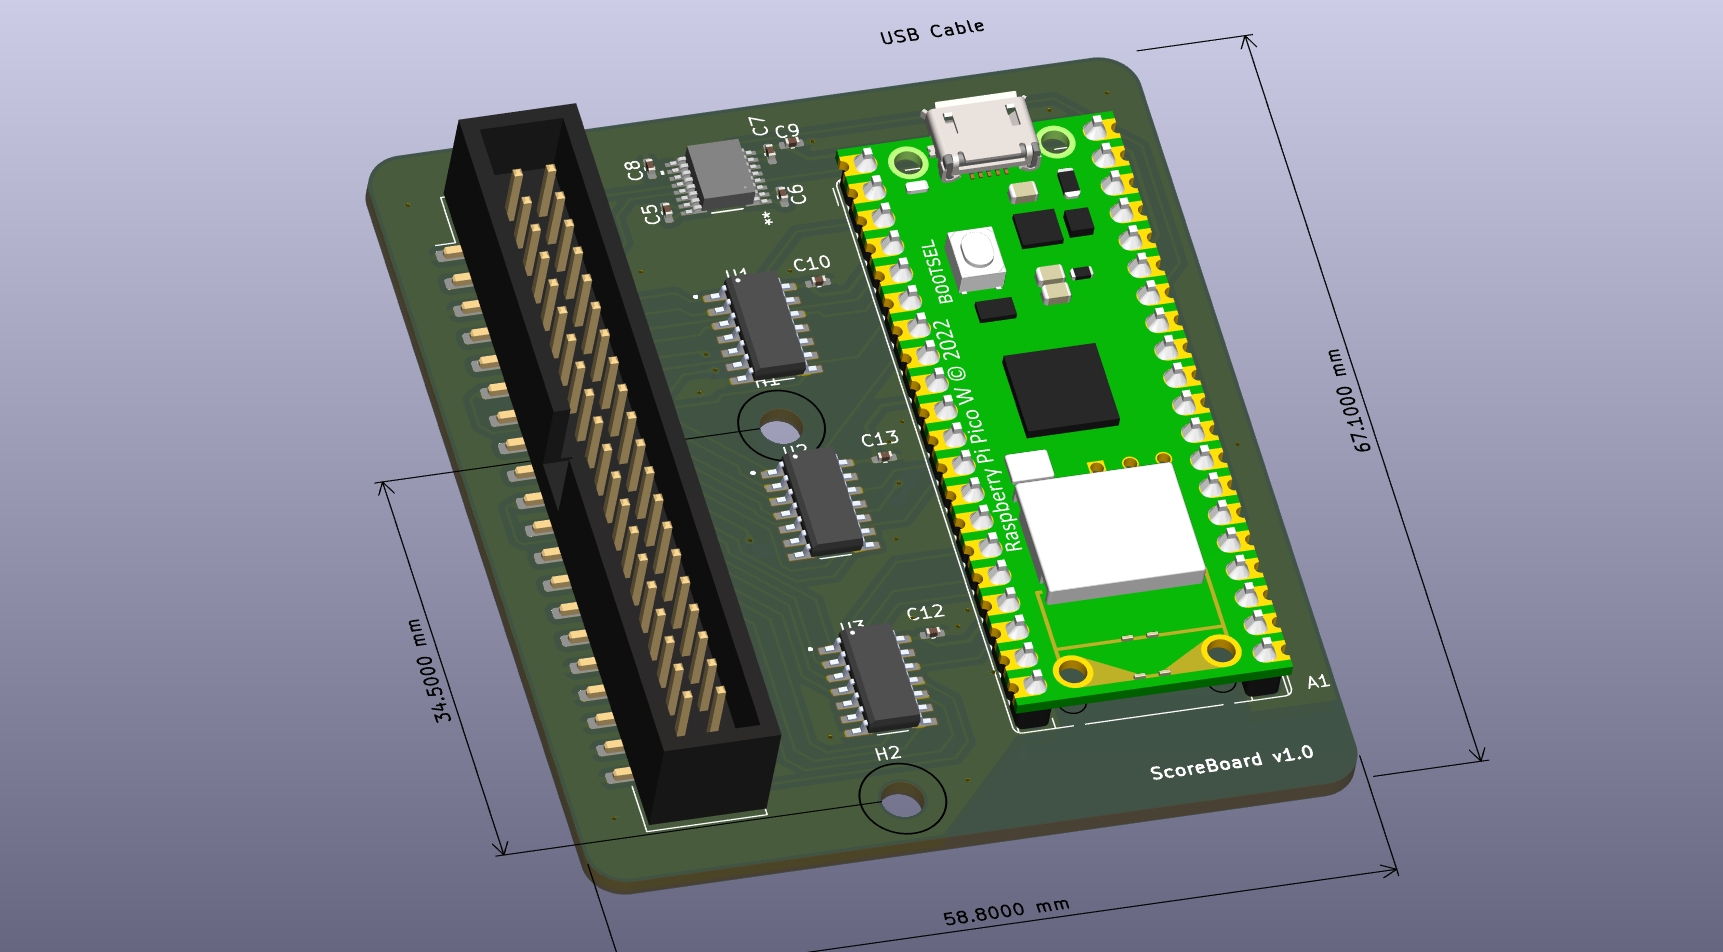 USB Cable
C7
C9
C8
C6
C5
**
C10
BOOTSEL
H1
C13
Raspberry Pi Pico W © 2022
67.1000 mm
C12
34.5000 mm
A1
H2
ScoreBoard v1.0
58.8000 mm